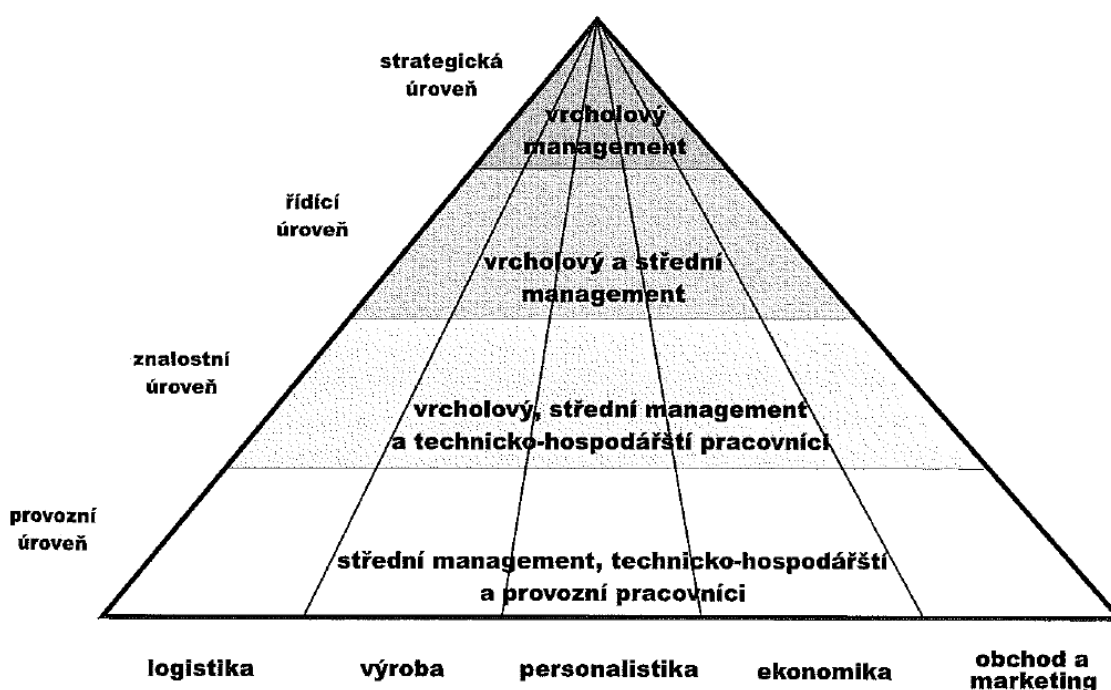 strategická
úroveň
vrcholový
management
řídící
úroveň
vrcholový a střední
management
znalostní
úroveň
vrcholový, střední management
a technicko-hospodářští pracovníci
provozní
úroveň
střední management, technicko-hospodářští
a provozní pracovníci
logistika
výroba
personalistika
ekonomika
obchod a
marketing